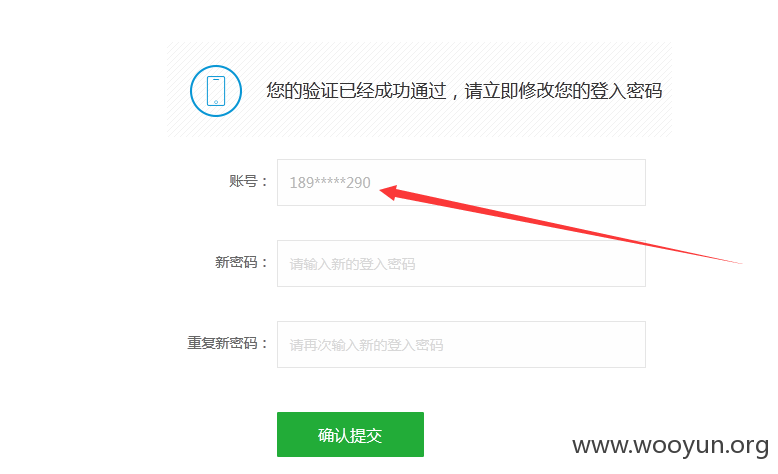 您的验证已经成功通过，请立即修改您的登入密码
账号： 189*****290
新密码： 请输入新的登入密码
重复新密码： 请再次输入新的登入密码
确认提交
www.wooyun.org